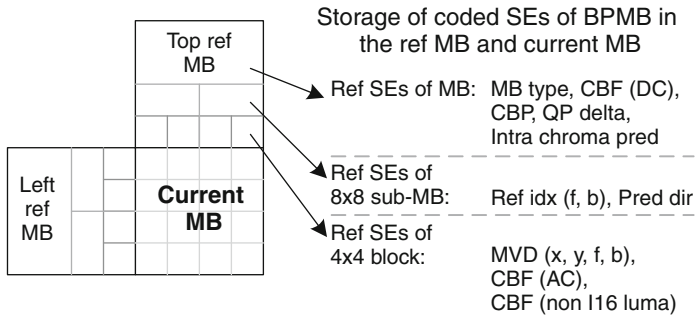 Storage of coded SEs of BPMB in
the ref MB and current MB
Top ref
MB
Ref SEs of MB: MB type, CBF (DC),
CBP, QP delta,
Intra chroma pred
Ref SEs of
8x8 sub-MB: Ref idx (f, b), Pred dir
Left
ref
MB
Current
MB
Ref SEs of
4x4 block: MVD (x, y, f, b),
CBF (AC),
CBF (non I16 luma)